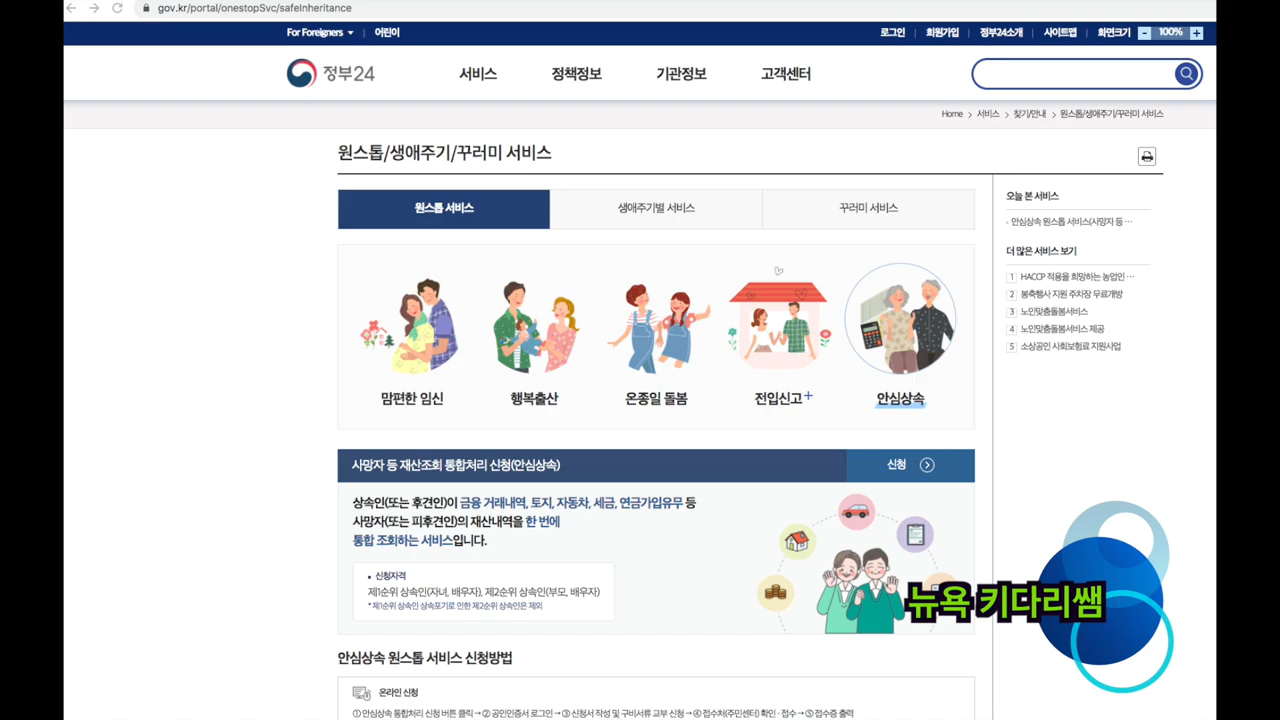 gov.kr/portal/onestopSvc/safeInheritance
For Foreigners
어린이
로그인
회원가입
정부24소개
사이트맵
화면크기
-
100%
+
정부24
서비스
정책정보
기관정보
고객센터
Home > 서비스 > 찾기/안내 > 원스톱/생애주기/꾸러미 서비스
원스톱/생애주기/꾸러미 서비스
원스톱 서비스
생애주기별 서비스
꾸러미 서비스
맘편한 임신
행복출산
온종일 돌봄
전입신고+
안심상속
오늘 본 서비스
· 안심상속 원스톱 서비스(사망자 등 …
더 많은 서비스 보기
1 HACCP 적용을 희망하는 농업인 …
2 봉축행사 지원 주차장 무료개방
3 노인맞춤돌봄서비스
4 노인맞춤돌봄서비스 제공
5 소상공인 사회보험료 지원사업
사망자 등 재산조회 통합처리 신청(안심상속)
신청
상속인(또는 후견인)이 금융 거래내역, 토지, 자동차, 세금, 연금가입유무 등
사망자(또는 피후견인)의 재산내역을 한 번에
통합 조회하는 서비스입니다.
신청자격
제1순위 상속인(자녀, 배우자), 제2순위 상속인(부모, 배우자)
* 제1순위 상속인 상속포기로 인한 제2순위 상속인은 제외
뉴욕 키다리쌤
안심상속 원스톱 서비스 신청방법
온라인 신청
① 안심상속 통합처리 신청 버튼 클릭 → ② 공인인증서 로그인 → ③ 신청서 작성 및 구비서류 교부 신청 → ④ 접수처(주민센터) 확인 · 접수 → ⑤ 접수증 출력